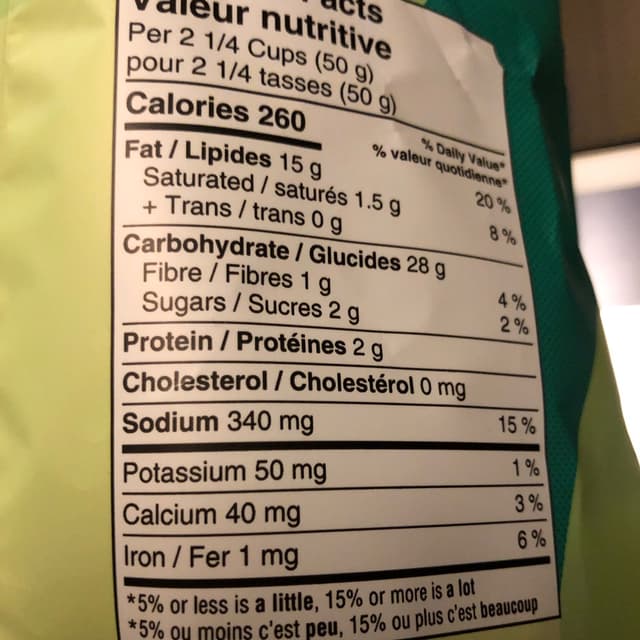 Valeur nutritive
Per 2 1/4 Cups (50 g)
pour 2 1/4 tasses (50 g)
Calories 260
% Daily Value*
% valeur quotidienne*
Fat / Lipides 15 g 20 %
Saturated / saturés 1.5 g
+ Trans / trans 0 g 8 %
Carbohydrate / Glucides 28 g
Fibre / Fibres 1 g 4 %
Sugars / Sucres 2 g 2 %
Protein / Protéines 2 g
Cholesterol / Cholestérol 0 mg
Sodium 340 mg 15 %
Potassium 50 mg 1 %
Calcium 40 mg 3 %
Iron / Fer 1 mg 6 %
*5% or less is a little, 15% or more is a lot
*5% ou moins c'est peu, 15% ou plus c'est beaucoup